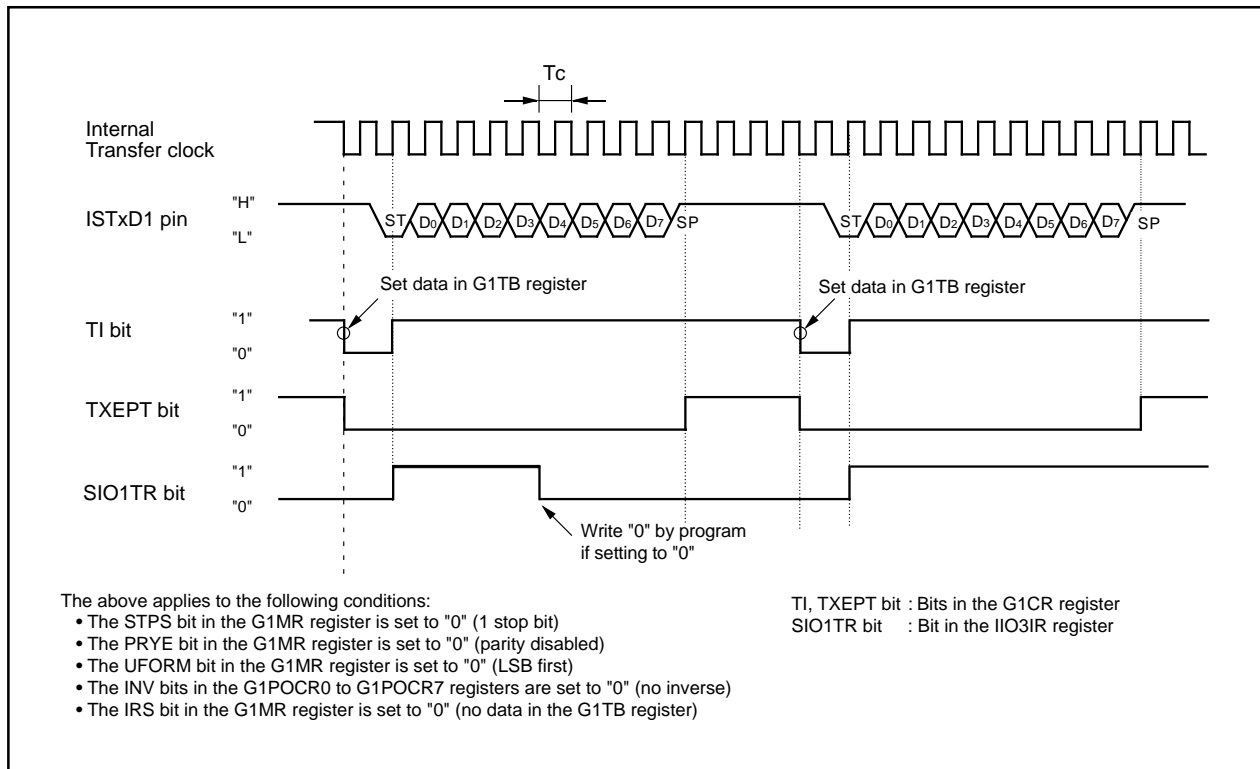 Tc
Internal
Transfer clock
ISTxD1 pin
"H"
"L"
ST D0 D1 D2 D3 D4 D5 D6 D7 SP
ST D0 D1 D2 D3 D4 D5 D6 D7 SP
Set data in G1TB register
Set data in G1TB register
TI bit
"1"
"0"
TXEPT bit
"1"
"0"
SIO1TR bit
"1"
"0"
Write "0" by program
if setting to "0"
The above applies to the following conditions:
• The STPS bit in the G1MR register is set to "0" (1 stop bit)
• The PRYE bit in the G1MR register is set to "0" (parity disabled)
• The UFORM bit in the G1MR register is set to "0" (LSB first)
• The INV bits in the G1POCR0 to G1POCR7 registers are set to "0" (no inverse)
• The IRS bit in the G1MR register is set to "0" (no data in the G1TB register)
TI, TXEPT bit : Bits in the G1CR register
SIO1TR bit : Bit in the IIO3IR register